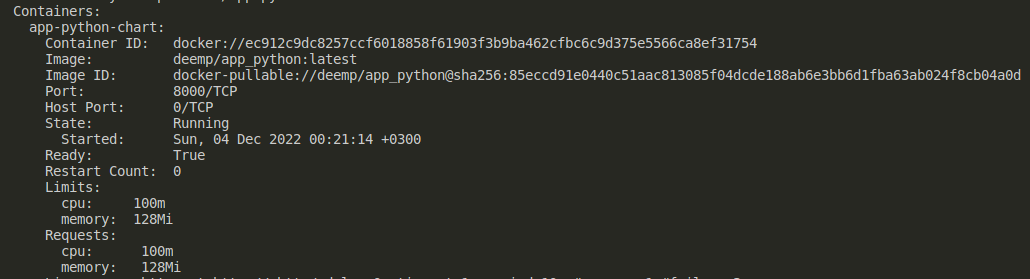 Containers:
  app-python-chart:
    Container ID:   docker://ec912c9dc8257ccf6018858f61903f3b9ba462cfbc6c9d375e5566ca8ef31754
    Image:          deemp/app_python:latest
    Image ID:       docker-pullable://deemp/app_python@sha256:85eccd91e0440c51aac813085f04dcde188ab6e3bb6d1fba63ab024f8cb04a0d
    Port:           8000/TCP
    Host Port:      0/TCP
    State:          Running
      Started:      Sun, 04 Dec 2022 00:21:14 +0300
    Ready:          True
    Restart Count:  0
    Limits:
      cpu:     100m
      memory:  128Mi
    Requests:
      cpu:      100m
      memory:   128Mi